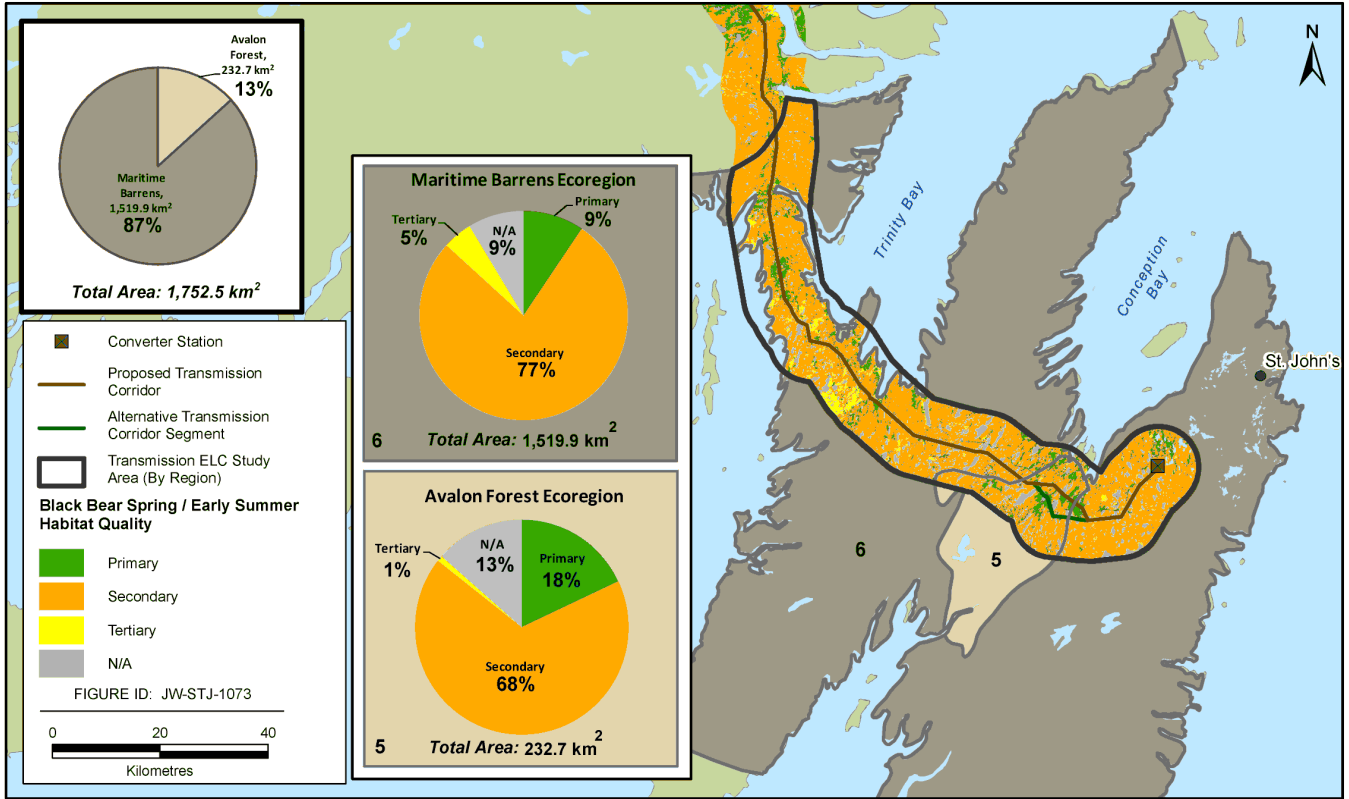 Avalon
Forest,
232.7 km²
13%
Maritime
Barrens,
1,519.9 km²
87%
Total Area: 1,752.5 km²
Converter Station
Proposed Transmission
Corridor
Alternative Transmission
Corridor Segment
Transmission ELC Study
Area (By Region)
Black Bear Spring / Early Summer
Habitat Quality
Primary
Secondary
Tertiary
N/A
FIGURE ID: JW-STJ-1073
0 20 40
Kilometres
Maritime Barrens Ecoregion
Primary
9%
Tertiary
5%
N/A
9%
Secondary
77%
6 Total Area: 1,519.9 km²
Avalon Forest Ecoregion
Tertiary
1%
N/A
13%
Primary
18%
Secondary
68%
5 Total Area: 232.7 km²
N
Trinity Bay
Conception
Bay
St. John's
6
5